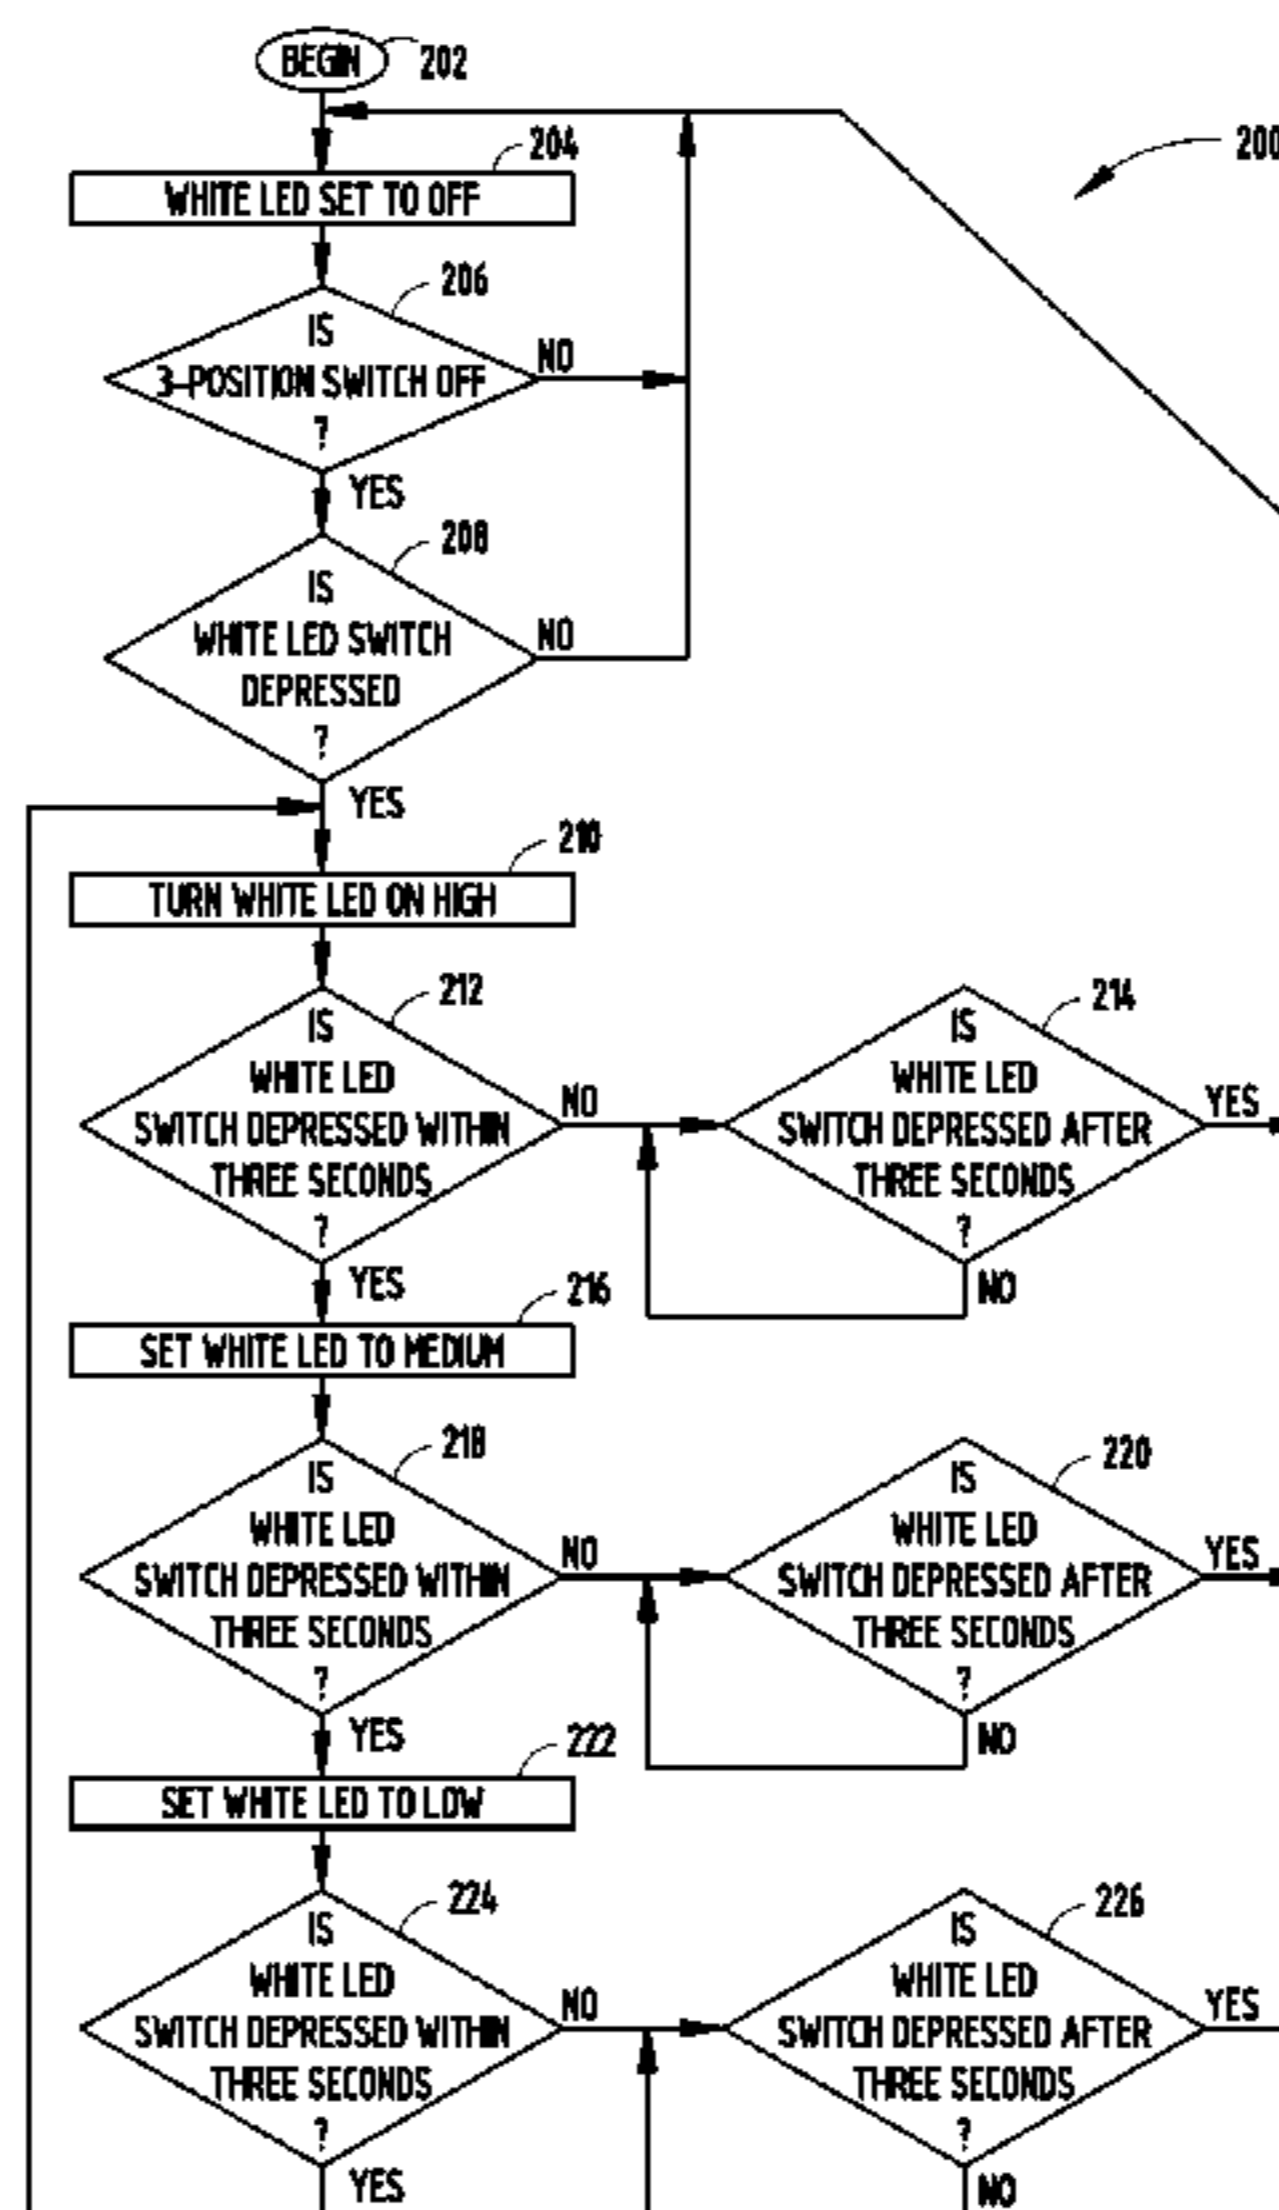 BEGIN
202
200
204
WHITE LED SET TO OFF
206
IS
3-POSITION SWITCH OFF
?
NO
YES
208
IS
WHITE LED SWITCH
DEPRESSED
?
NO
YES
210
TURN WHITE LED ON HIGH
212
IS
WHITE LED
SWITCH DEPRESSED WITHIN
THREE SECONDS
?
NO
YES
214
IS
WHITE LED
SWITCH DEPRESSED AFTER
THREE SECONDS
?
YES
NO
216
SET WHITE LED TO MEDIUM
218
IS
WHITE LED
SWITCH DEPRESSED WITHIN
THREE SECONDS
?
NO
YES
220
IS
WHITE LED
SWITCH DEPRESSED AFTER
THREE SECONDS
?
YES
NO
222
SET WHITE LED TO LOW
224
IS
WHITE LED
SWITCH DEPRESSED WITHIN
THREE SECONDS
?
NO
YES
226
IS
WHITE LED
SWITCH DEPRESSED AFTER
THREE SECONDS
?
YES
NO